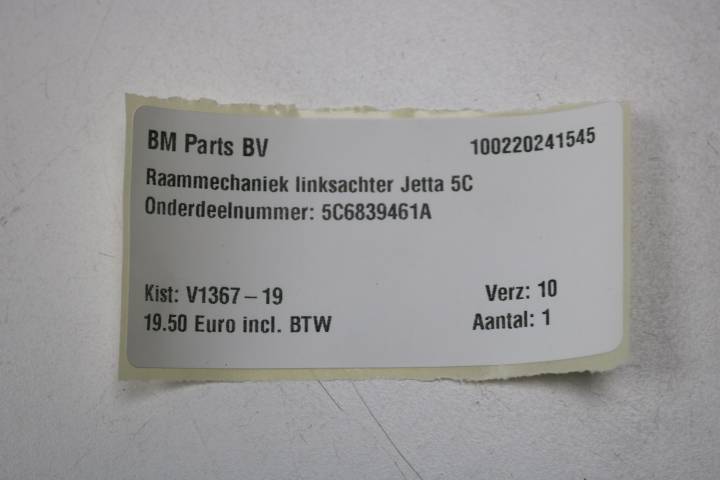 BM Parts BV 100220241545
Raammechaniek linksachter Jetta 5C
Onderdeelnummer: 5C6839461A
Kist: V1367 – 19 Verz: 10
19.50 Euro incl. BTW Aantal: 1